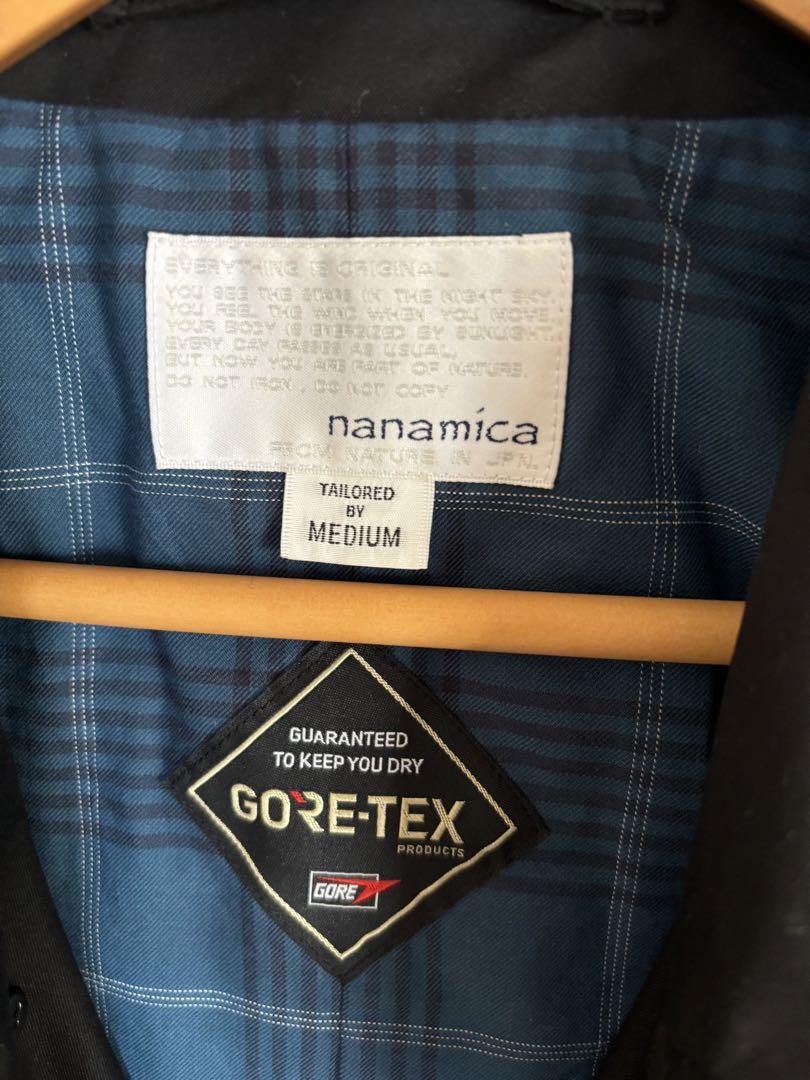 EVERYTHING IS ORIGINAL
YOU SEE THE STARS IN THE NIGHT SKY.
YOU FEEL THE WIND WHEN YOU MOVE.
YOUR BODY IS ENERGIZED BY SUNLIGHT.
EVERY DAY PASSES AS USUAL,
BUT NOW YOU ARE PART OF NATURE.
DO NOT IRON , DO NOT COPY
nanamica
FROM NATURE IN JPN.
TAILORED
BY
MEDIUM
GUARANTEED
TO KEEP YOU DRY
GORE-TEX
PRODUCTS
GORE